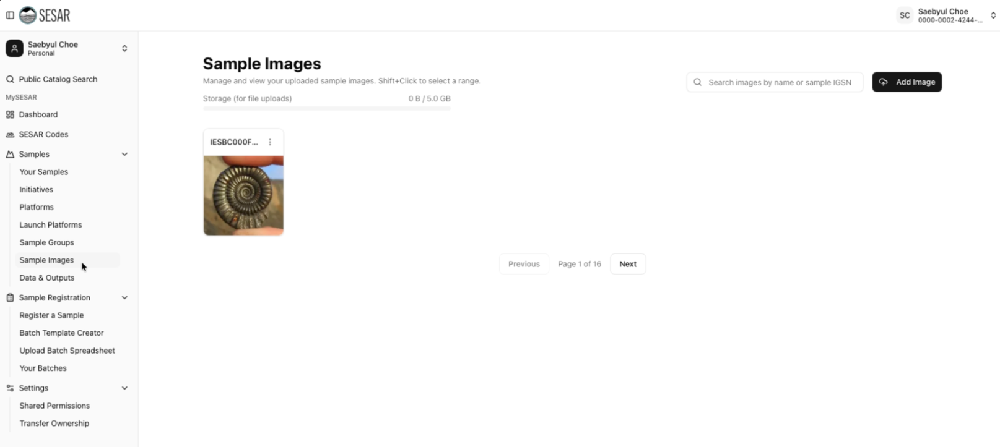 SESAR
SC
Saebyul Choe
0000-0002-4244-...
Saebyul Choe
Personal
Public Catalog Search
MySESAR
Dashboard
SESAR Codes
Samples
Your Samples
Initiatives
Platforms
Launch Platforms
Sample Groups
Sample Images
Data & Outputs
Sample Registration
Register a Sample
Batch Template Creator
Upload Batch Spreadsheet
Your Batches
Settings
Shared Permissions
Transfer Ownership
Sample Images
Manage and view your uploaded sample images. Shift+Click to select a range.
Storage (for file uploads) 0 B / 5.0 GB
Search images by name or sample IGSN
Add Image
IESBC000F...
Previous Page 1 of 16 Next